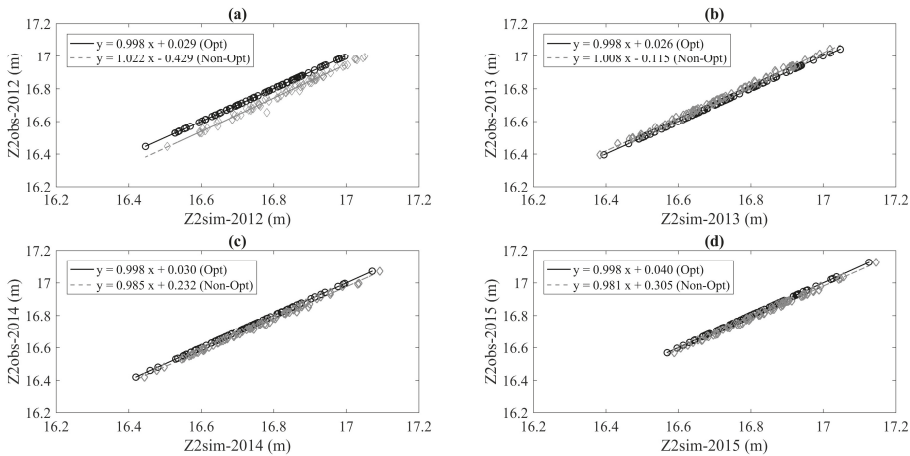 (a)
17.2
17
16.8
16.6
16.4
16.2
Z2obs-2012 (m)
y = 0.998 x + 0.029 (Opt)
y = 1.022 x - 0.429 (Non-Opt)
16.2 16.4 16.6 16.8 17 17.2
Z2sim-2012 (m)
(b)
17.2
17
16.8
16.6
16.4
16.2
Z2obs-2013 (m)
y = 0.998 x + 0.026 (Opt)
y = 1.008 x - 0.115 (Non-Opt)
16.2 16.4 16.6 16.8 17 17.2
Z2sim-2013 (m)
(c)
17.2
17
16.8
16.6
16.4
16.2
Z2obs-2014 (m)
y = 0.998 x + 0.030 (Opt)
y = 0.985 x + 0.232 (Non-Opt)
16.2 16.4 16.6 16.8 17 17.2
Z2sim-2014 (m)
(d)
17.2
17
16.8
16.6
16.4
16.2
Z2obs-2015 (m)
y = 0.998 x + 0.040 (Opt)
y = 0.981 x + 0.305 (Non-Opt)
16.2 16.4 16.6 16.8 17 17.2
Z2sim-2015 (m)